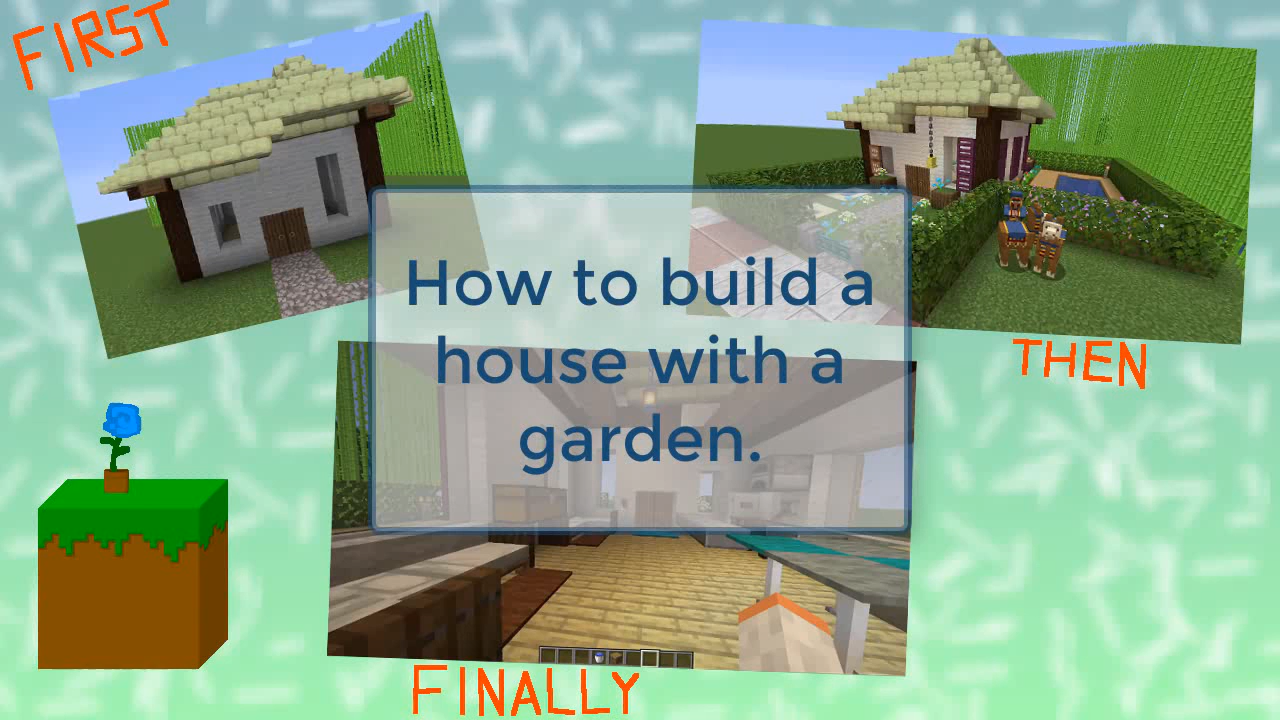 FIRST
How to build a
house with a
garden.
THEN
FINALLY